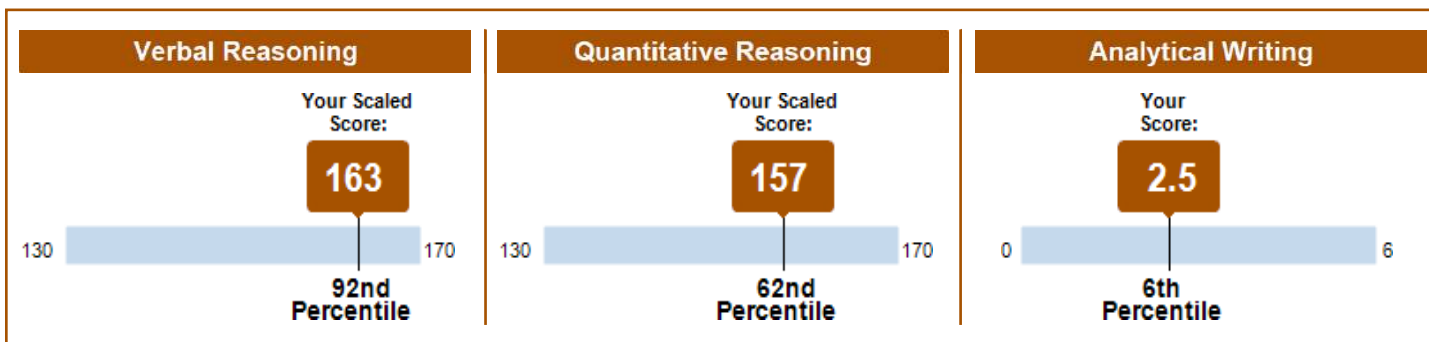 Verbal Reasoning
Your Scaled
Score:
163
130
170
92nd
Percentile
Quantitative Reasoning
Your Scaled
Score:
157
130
170
62nd
Percentile
Analytical Writing
Your
Score:
2.5
0
6
6th
Percentile